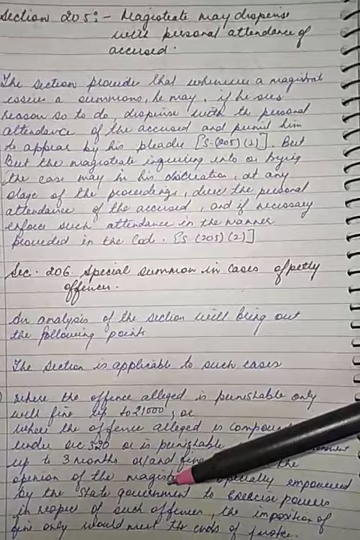 Section 205:- Magistrate may dispense
with personal attendance of
accused.
The section provides that whenever a magistrate
issues a summons, he may, if he sees
reason so to do, dispense with the personal
attendance of the accused and permit him
to appear by his pleader [S.(205)(1)]. But
But the magistrate inquiring into or trying
the case may in his discretion, at any
stage of the proceedings, direct the personal
attendance of the accused, and if necessary
enforce such attendance in the manner
provided in the Code. [S(205)(2)]
Sec. 206 Special summon in cases of petty
offences.
An analysis of the section will bring out
the following points
The section is applicable to such cases
where the offence alleged is punishable only
with fine up to 1000/, or
where the offence alleged is compoun
under sec 320 or is punishable
up to 3 months or/and fine the
opinion of the magist specially empowered
by the State government to exercise powers
in respect of such offences, the imposition of
fine only would meet the ends of justice.